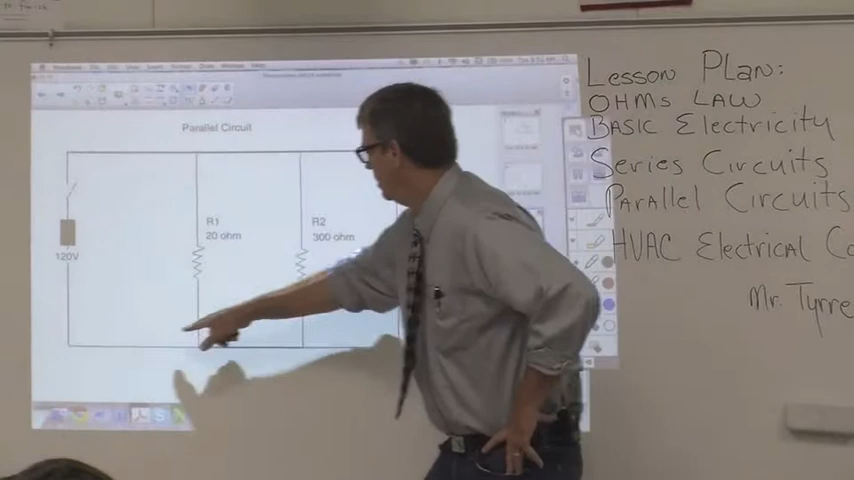 Lesson Plan:
OHMs LAW
BASIC ELECTRICITY
Series Circuits
Parallel Circuits
HVAC Electrical
Mr. Tyrre
Parallel Circuit
R1
20 ohm
R2
300 ohm
120V